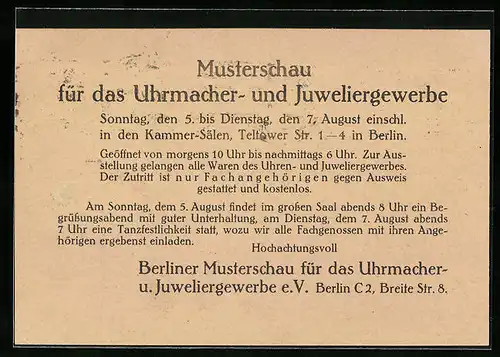 Musterschau
für das Uhrmacher- und Juweliergewerbe
Sonntag, den 5. bis Dienstag, den 7. August einschl.
in den Kammer-Sälen, Teltower Str. 1—4 in Berlin.
Geöffnet von morgens 10 Uhr bis nachmittags 6 Uhr. Zur Aus-
stellung gelangen alle Waren des Uhren- und Juweliergewerbes.
Der Zutritt ist nur Fachangehörigen gegen Ausweis
gestattet und kostenlos.
Am Sonntag, dem 5. August findet im großen Saal abends 8 Uhr ein Be-
grüßungsabend mit guter Unterhaltung, am Dienstag, dem 7. August abends
7 Uhr eine Tanzfestlichkeit statt, wozu wir alle Fachgenossen mit ihren Ange-
hörigen ergebenst einladen.
Hochachtungsvoll
Berliner Musterschau für das Uhrmacher-
u. Juweliergewerbe e.V. Berlin C 2, Breite Str. 8.